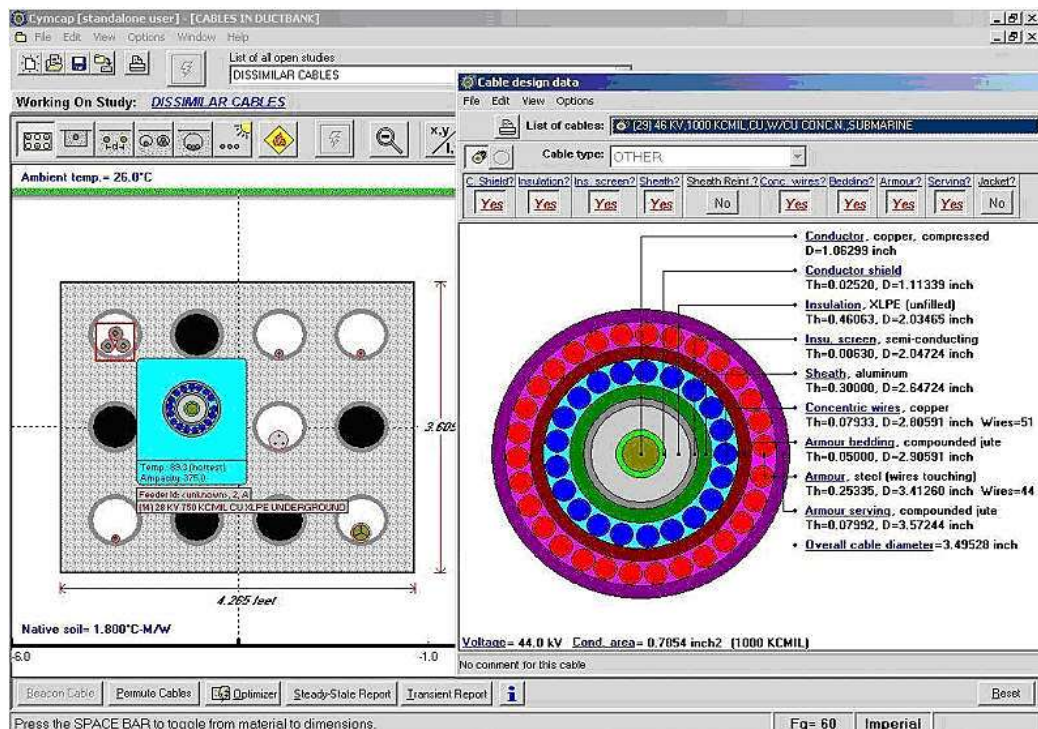 Cymcap [standalone user] - [CABLES IN DUCTBANK]
File Edit View Options Window Help
List of all open studies
DISSIMILAR CABLES
Working On Study: DISSIMILAR CABLES
x,y
Ambient temp.= 26.0°C
3.609
Temp.: 89.3 (hottest)
Ampacity: 375.0
Feeder Id: <unknown>, 2, A
(14) 28 KV 750 KCMIL CU XLPE UNDERGROUND
4.265 feet
Native soil= 1.800°C-M/W
-6.0
-1.0
Cable design data
File Edit View Options
List of cables: (29) 46 KV,1000 KCMIL,CU,W/CU CONC.N.,SUBMARINE
Cable type: OTHER
C. Shield? Insulation? Ins. screen? Sheath? Sheath Reinf.? Conc. wires? Bedding? Armour? Serving? Jacket?
Yes Yes Yes Yes No Yes Yes Yes Yes No
Conductor, copper, compressed
D=1.06299 inch
Conductor shield
Th=0.02520, D=1.11339 inch
Insulation, XLPE (unfilled)
Th=0.46063, D=2.03465 inch
Insu. screen, semi-conducting
Th=0.00630, D=2.04724 inch
Sheath, aluminum
Th=0.30000, D=2.64724 inch
Concentric wires, copper
Th=0.07933, D=2.80591 inch Wires=51
Armour bedding, compounded jute
Th=0.05000, D=2.90591 inch
Armour, steel (wires touching)
Th=0.25335, D=3.41260 inch Wires=44
Armour serving, compounded jute
Th=0.07992, D=3.57244 inch
Overall cable diameter=3.49528 inch
Voltage= 44.0 kV Cond. area= 0.7854 inch2 (1000 KCMIL)
No comment for this cable
Beacon Cable Permute Cables Optimizer Steady-State Report Transient Report i Reset
Press the SPACE BAR to toggle from material to dimensions.
Fq= 60 Imperial